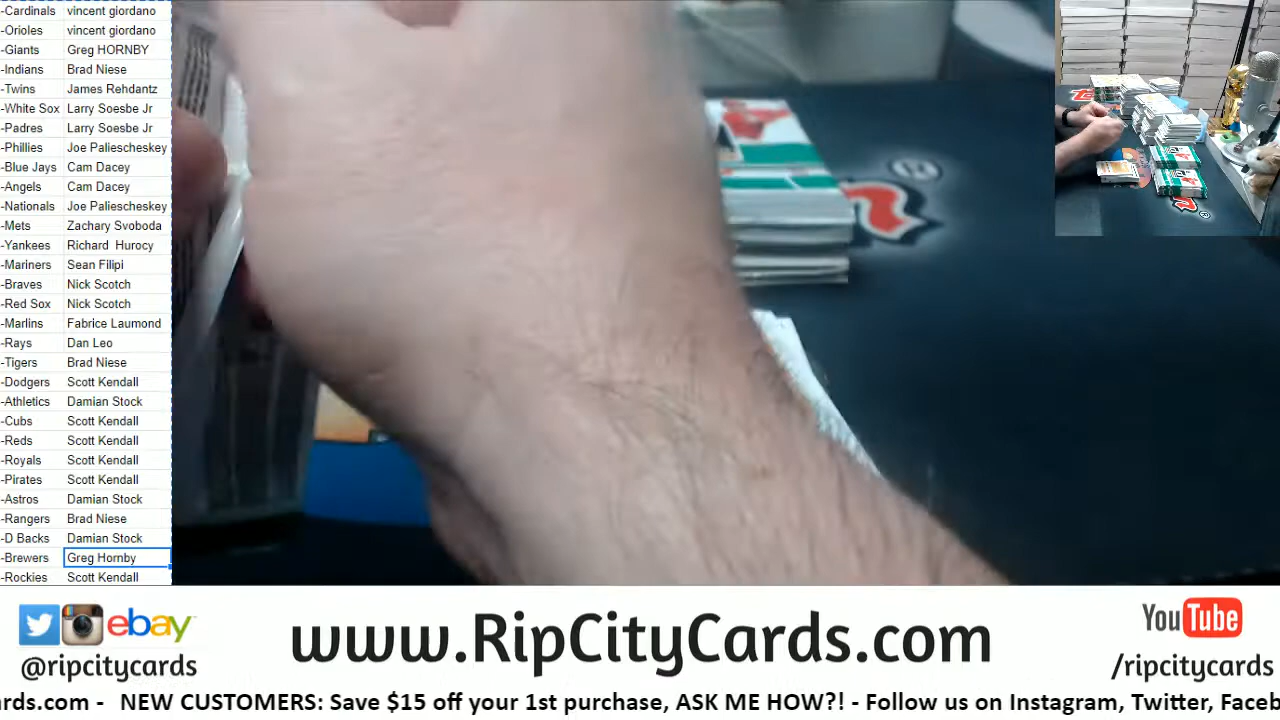 -Cardinals vincent giordano
-Orioles vincent giordano
-Giants Greg HORNBY
-Indians Brad Niese
-Twins James Rehdantz
-White Sox Larry Soesbe Jr
-Padres Larry Soesbe Jr
-Phillies Joe Paliescheskey
-Blue Jays Cam Dacey
-Angels Cam Dacey
-Nationals Joe Paliescheskey
-Mets Zachary Svoboda
-Yankees Richard Hurocy
-Mariners Sean Filipi
-Braves Nick Scotch
-Red Sox Nick Scotch
-Marlins Fabrice Laumond
-Rays Dan Leo
-Tigers Brad Niese
-Dodgers Scott Kendall
-Athletics Damian Stock
-Cubs Scott Kendall
-Reds Scott Kendall
-Royals Scott Kendall
-Pirates Scott Kendall
-Astros Damian Stock
-Rangers Brad Niese
-D Backs Damian Stock
-Brewers Greg Hornby
-Rockies Scott Kendall
ebay
@ripcitycards
www.RipCityCards.com
YouTube
/ripcitycards
rds.com - NEW CUSTOMERS: Save $15 off your 1st purchase, ASK ME HOW?! - Follow us on Instagram, Twitter, Faceb